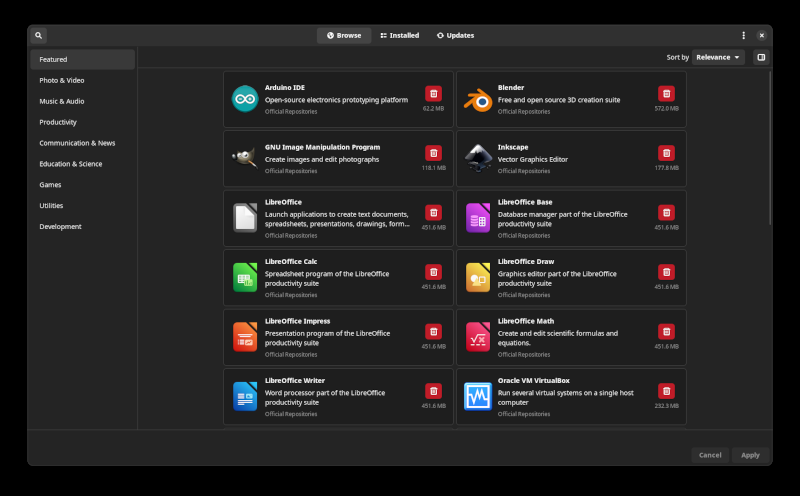 Browse
Installed
Updates
Sort by
Relevance
Featured
Photo & Video
Music & Audio
Productivity
Communication & News
Education & Science
Games
Utilities
Development
Arduino IDE
Open-source electronics prototyping platform
Official Repositories
62.2 MB
Blender
Free and open source 3D creation suite
Official Repositories
572.0 MB
GNU Image Manipulation Program
Create images and edit photographs
Official Repositories
118.1 MB
Inkscape
Vector Graphics Editor
Official Repositories
177.8 MB
LibreOffice
Launch applications to create text documents,
spreadsheets, presentations, drawings, form...
Official Repositories
451.6 MB
LibreOffice Base
Database manager part of the LibreOffice
productivity suite
Official Repositories
451.6 MB
LibreOffice Calc
Spreadsheet program of the LibreOffice
productivity suite
Official Repositories
451.6 MB
LibreOffice Draw
Graphics editor part of the LibreOffice
productivity suite
Official Repositories
451.6 MB
LibreOffice Impress
Presentation program of the LibreOffice
productivity suite
Official Repositories
451.6 MB
LibreOffice Math
Create and edit scientific formulas and
equations.
Official Repositories
451.6 MB
LibreOffice Writer
Word processor part of the LibreOffice
productivity suite
Official Repositories
451.6 MB
Oracle VM VirtualBox
Run several virtual systems on a single host
computer
Official Repositories
232.3 MB
Cancel
Apply